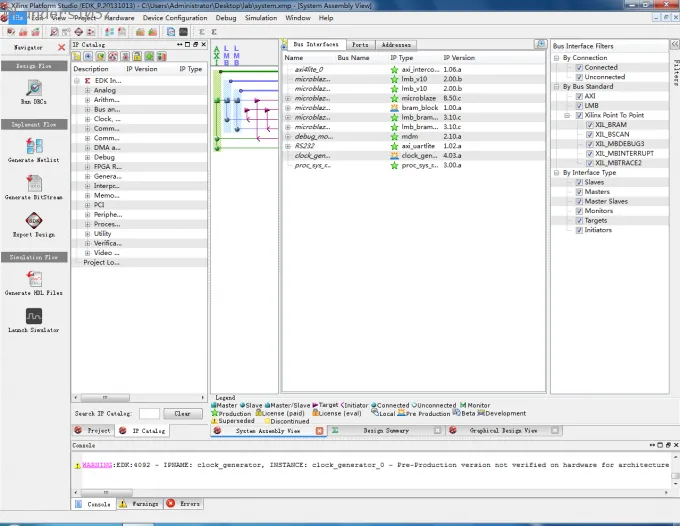 Xilinx Platform Studio (EDK_P.20131013) - C:\Users\Administrator\Desktop\lab\system.xmp - [System Assembly View]
File Edit View Project Hardware Device Configuration Debug Simulation Window Help
Navigator
Design Flow
Run DRCs
Implement Flow
Generate Netlist
Generate BitStream
SDK
Export Design
Simulation Flow
Generate HDL Files
Launch Simulator
IP Catalog
Description IP Version IP Type
EDK In...
Analog
Arithm...
Bus an...
Clock, ...
Comm...
Comm...
DMA a...
Debug
FPGA R...
Genera...
Interpr...
Memo...
PCI
Periphe...
Proces...
Utility
Verifica...
Video ...
Project Lo...
Search IP Catalog: Clear
Project IP Catalog
AXI
LMB
LMB
Bus Interfaces Ports Addresses
Name Bus Name IP Type IP Version
axi4lite_0 axi_interco... 1.06.a
microblaz... lmb_v10 2.00.b
microblaz... lmb_v10 2.00.b
microblaz... microblaze 8.50.c
microblaz... bram_block 1.00.a
microblaz... lmb_bram... 3.10.c
microblaz... lmb_bram... 3.10.c
debug_mo... mdm 2.10.a
RS232 axi_uartlite 1.02.a
clock_gen... clock_gen... 4.03.a
proc_sys_r... proc_sys_r... 3.00.a
Legend
Master Slave Master/Slave Target Initiator Connected Unconnected M Monitor
Production License (paid) License (eval) Local Pre Production Beta Development
Superseded Discontinued
System Assembly View Design Summary Graphical Design View
Bus Interface Filters
By Connection
Connected
Unconnected
By Bus Standard
AXI
LMB
Xilinx Point To Point
XIL_BRAM
XIL_BSCAN
XIL_MBDEBUG3
XIL_MBINTERRUPT
XIL_MBTRACE2
By Interface Type
Slaves
Masters
Master Slaves
Monitors
Targets
Initiators
Filters
Console
WARNING:EDK:4092 - IPNAME: clock_generator, INSTANCE: clock_generator_0 - Pre-Production version not verified on hardware for architecture
Console Warnings Errors